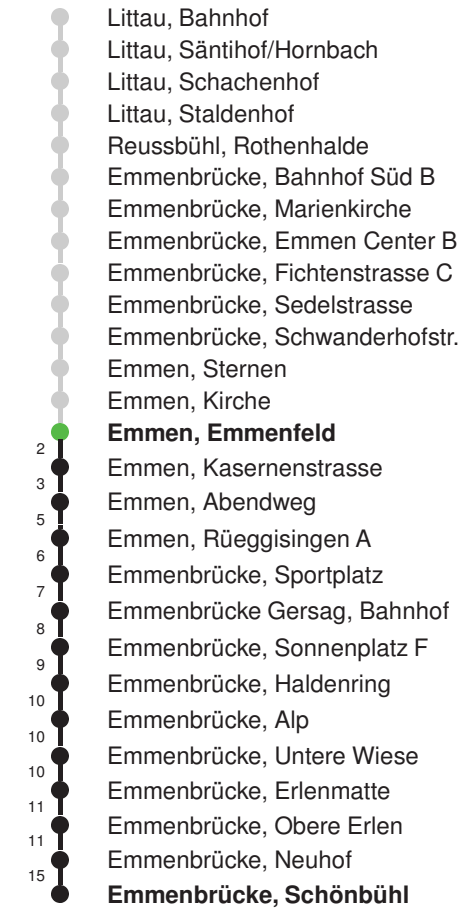 Littau, Bahnhof
Littau, Säntihof/Hornbach
Littau, Schachenhof
Littau, Staldenhof
Reussbühl, Rothenhalde
Emmenbrücke, Bahnhof Süd B
Emmenbrücke, Marienkirche
Emmenbrücke, Emmen Center B
Emmenbrücke, Fichtenstrasse C
Emmenbrücke, Sedelstrasse
Emmenbrücke, Schwanderhofstr.
Emmen, Sternen
Emmen, Kirche
Emmen, Emmenfeld
2 Emmen, Kasernenstrasse
3 Emmen, Abendweg
5 Emmen, Rüeggisingen A
6 Emmenbrücke, Sportplatz
7 Emmenbrücke Gersag, Bahnhof
8 Emmenbrücke, Sonnenplatz F
9 Emmenbrücke, Haldenring
10 Emmenbrücke, Alp
10 Emmenbrücke, Untere Wiese
10 Emmenbrücke, Erlenmatte
11 Emmenbrücke, Obere Erlen
11 Emmenbrücke, Neuhof
15 Emmenbrücke, Schönbühl